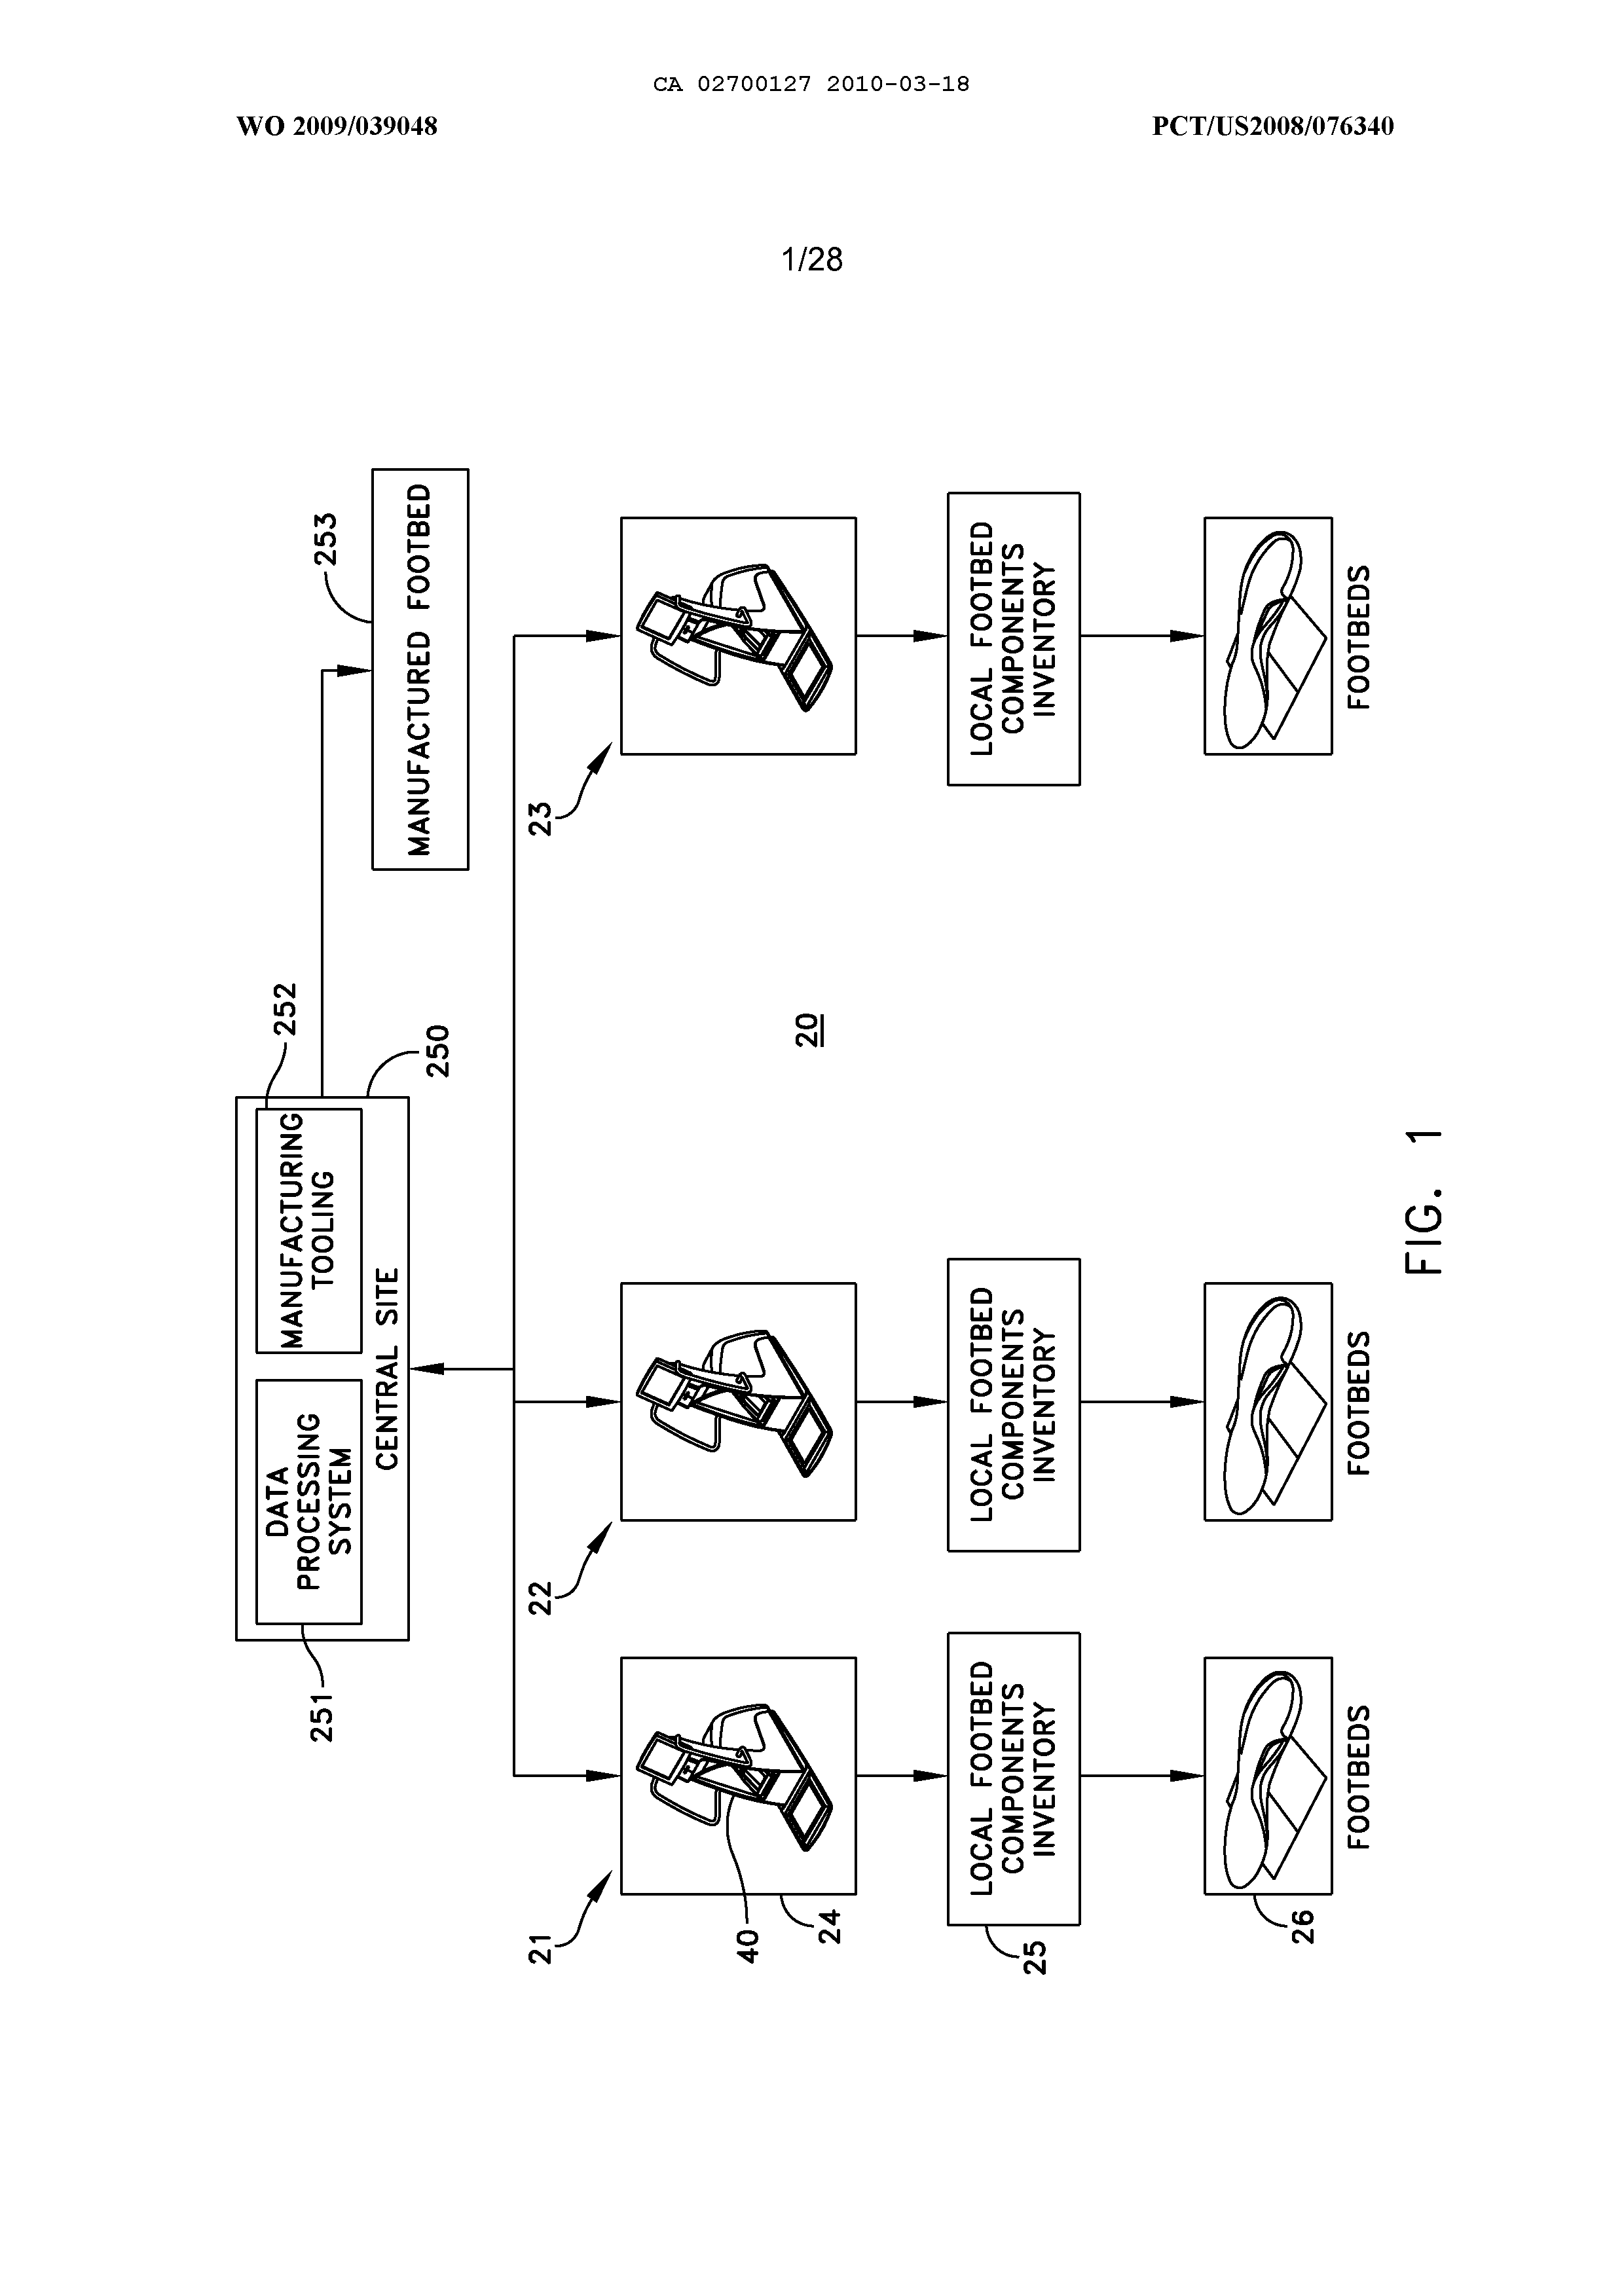 CA 02700127 2010-03-18
WO 2009/039048
PCT/US2008/076340
1/28
251
DATA
PROCESSING
SYSTEM
MANUFACTURING
TOOLING
252
CENTRAL SITE
250
253
MANUFACTURED FOOTBED
21
22
23
40
24
20
LOCAL FOOTBED
COMPONENTS
INVENTORY
25
LOCAL FOOTBED
COMPONENTS
INVENTORY
LOCAL FOOTBED
COMPONENTS
INVENTORY
26
FOOTBEDS
FOOTBEDS
FOOTBEDS
FIG. 1